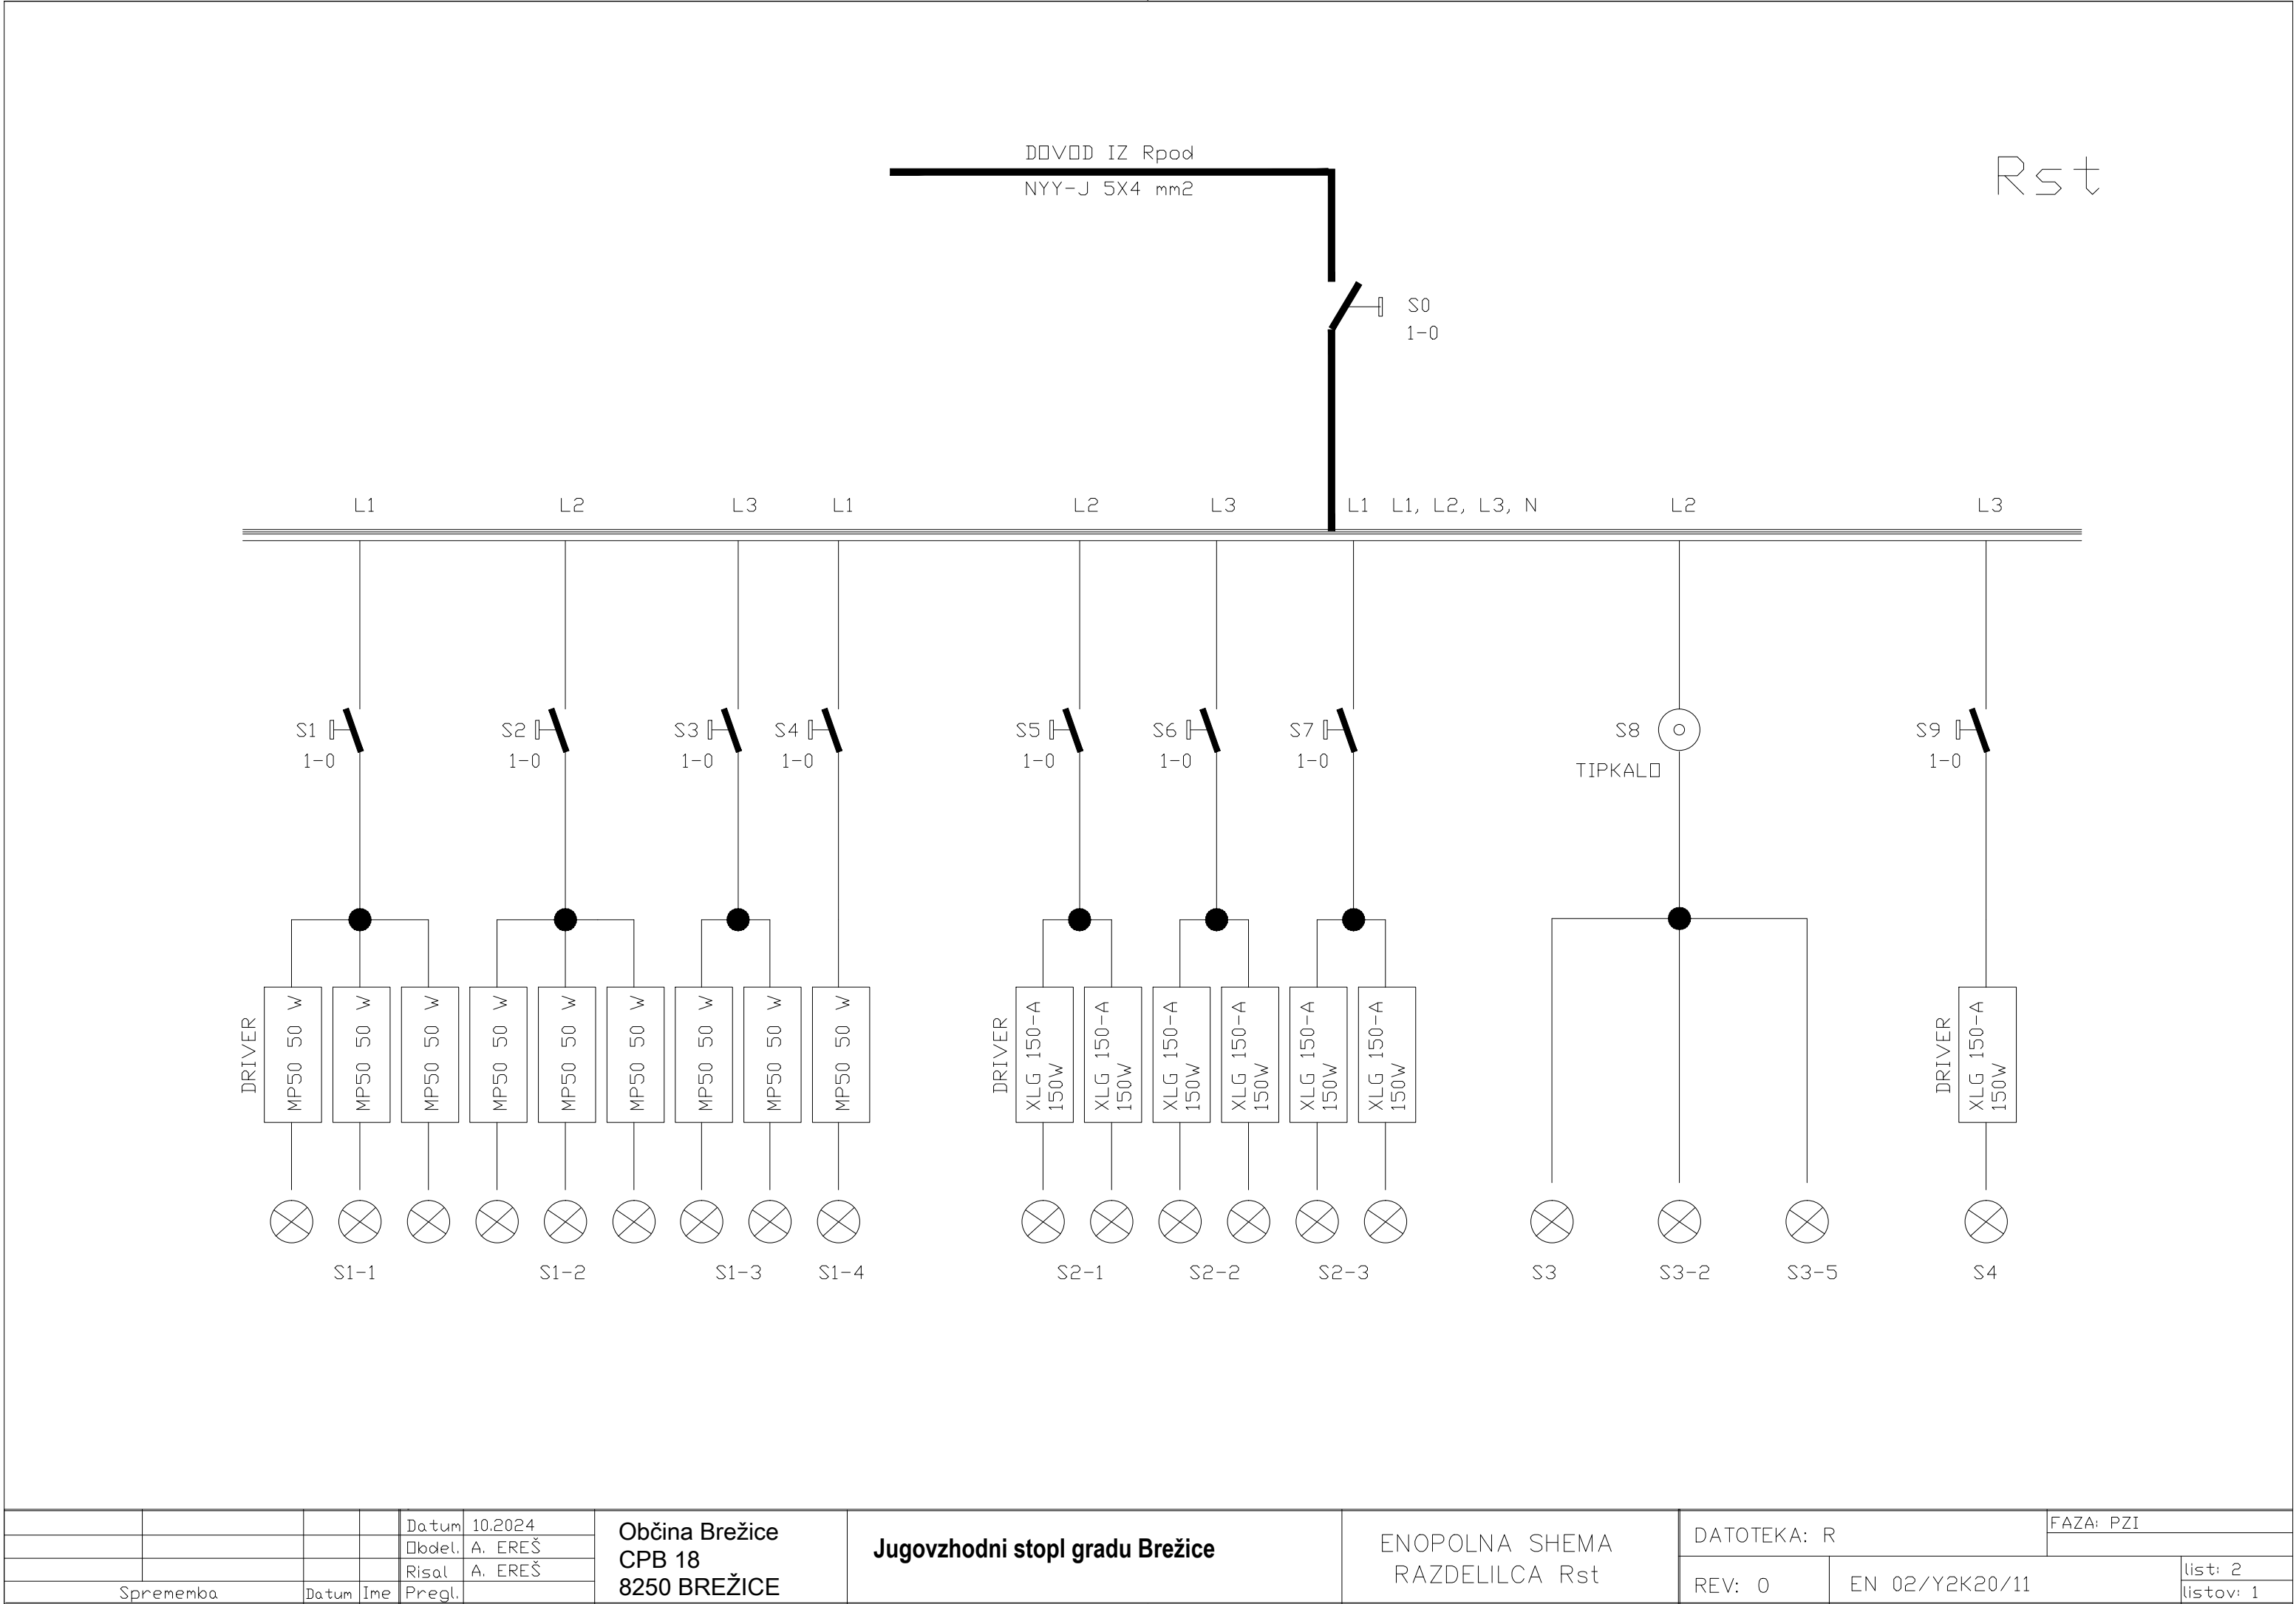 DOVOD IZ Rpod
NYY-J 5X4 mm2
Rst
S0
1-0
L1 L2 L3 L1 L2 L3 L1 L1, L2, L3, N L2 L3
S1 S2 S3 S4 S5 S6 S7 S8 S9
1-0 1-0 1-0 1-0 1-0 1-0 1-0 TIPKALO 1-0
DRIVER
MP50 50 W
MP50 50 W
MP50 50 W
MP50 50 W
MP50 50 W
MP50 50 W
MP50 50 W
MP50 50 W
MP50 50 W
DRIVER
XLG 150-A
150W
XLG 150-A
150W
XLG 150-A
150W
XLG 150-A
150W
XLG 150-A
150W
XLG 150-A
150W
DRIVER
XLG 150-A
150W
S1-1 S1-2 S1-3 S1-4 S2-1 S2-2 S2-3 S3 S3-2 S3-5 S4
Datum 10.2024
Obdel. A. EREŠ
Risal A. EREŠ
Sprememba Datum Ime Pregl.
Občina Brežice
CPB 18
8250 BREŽICE
Jugovzhodni stopl gradu Brežice
ENOPOLNA SHEMA
RAZDELILCA Rst
DATOTEKA: R
FAZA: PZI
REV: 0
EN 02/Y2K20/11
list: 2
listov: 1